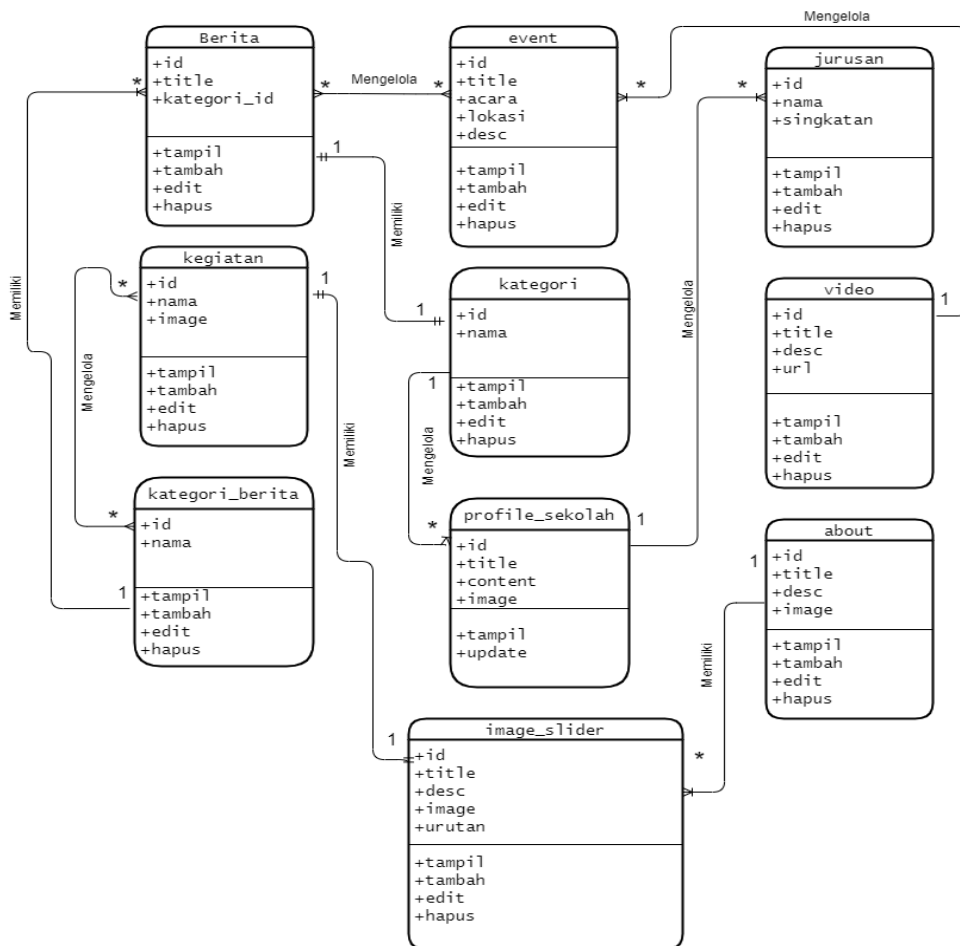 Mengelola
Berita
+id
+title
+kategori_id
+tampil
+tambah
+edit
+hapus
*
*
Mengelola
*
event
+id
+title
+acara
+lokasi
+desc
+tampil
+tambah
+edit
+hapus
*
*
jurusan
+id
+nama
+singkatan
+tampil
+tambah
+edit
+hapus
1
Memiliki
1
Memiliki
kegiatan
+id
+nama
+image
+tampil
+tambah
+edit
+hapus
*
1
Mengelola
Memiliki
kategori
+id
+nama
+tampil
+tambah
+edit
+hapus
1
Mengelola
*
Mengelola
video
+id
+title
+desc
+url
+tampil
+tambah
+edit
+hapus
1
kategori_berita
+id
+nama
+tampil
+tambah
+edit
+hapus
*
1
profile_sekolah
+id
+title
+content
+image
+tampil
+update
1
about
+id
+title
+desc
+image
+tampil
+tambah
+edit
+hapus
1
Memiliki
*
1
image_slider
+id
+title
+desc
+image
+urutan
+tampil
+tambah
+edit
+hapus